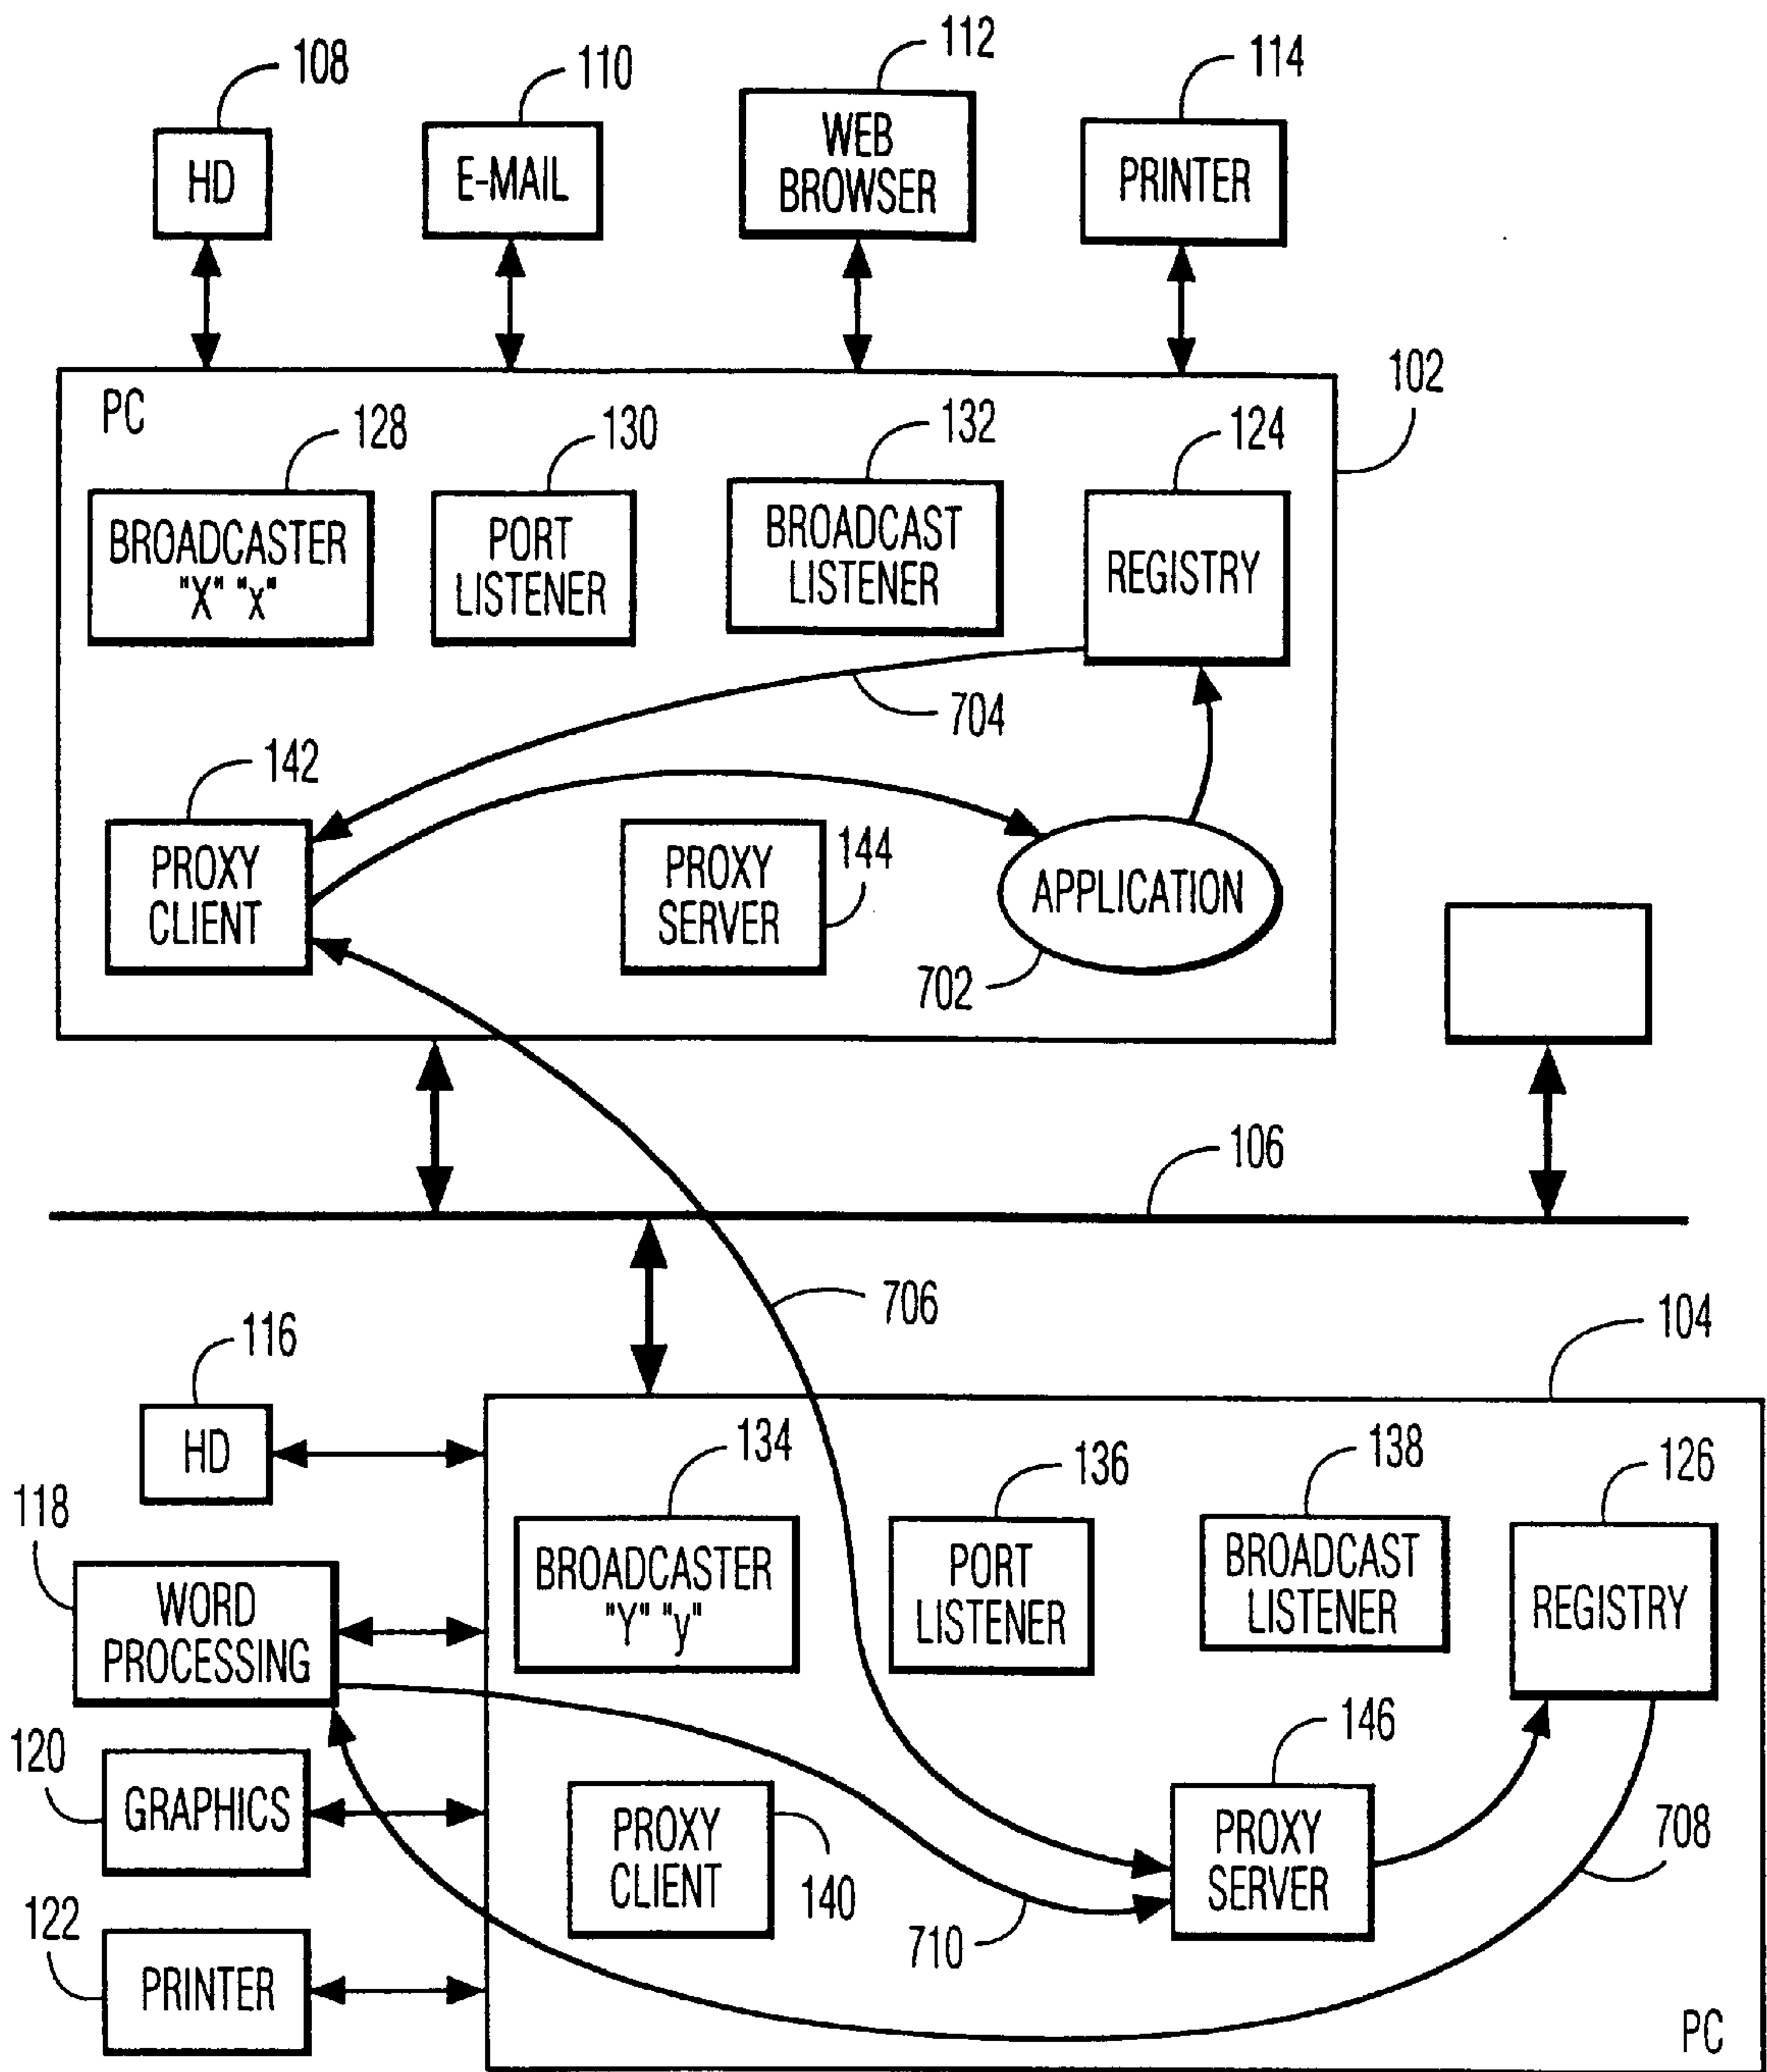 108
110
112
114
HD
E-MAIL
WEB
BROWSER
PRINTER
102
PC
128
130
132
124
BROADCASTER
"X" "x"
PORT
LISTENER
BROADCAST
LISTENER
REGISTRY
704
142
PROXY
CLIENT
PROXY
SERVER
144
APPLICATION
702
106
706
116
104
HD
134
136
138
126
118
WORD
PROCESSING
BROADCASTER
"Y" "y"
PORT
LISTENER
BROADCAST
LISTENER
REGISTRY
146
120
GRAPHICS
PROXY
CLIENT
140
PROXY
SERVER
708
710
122
PRINTER
PC